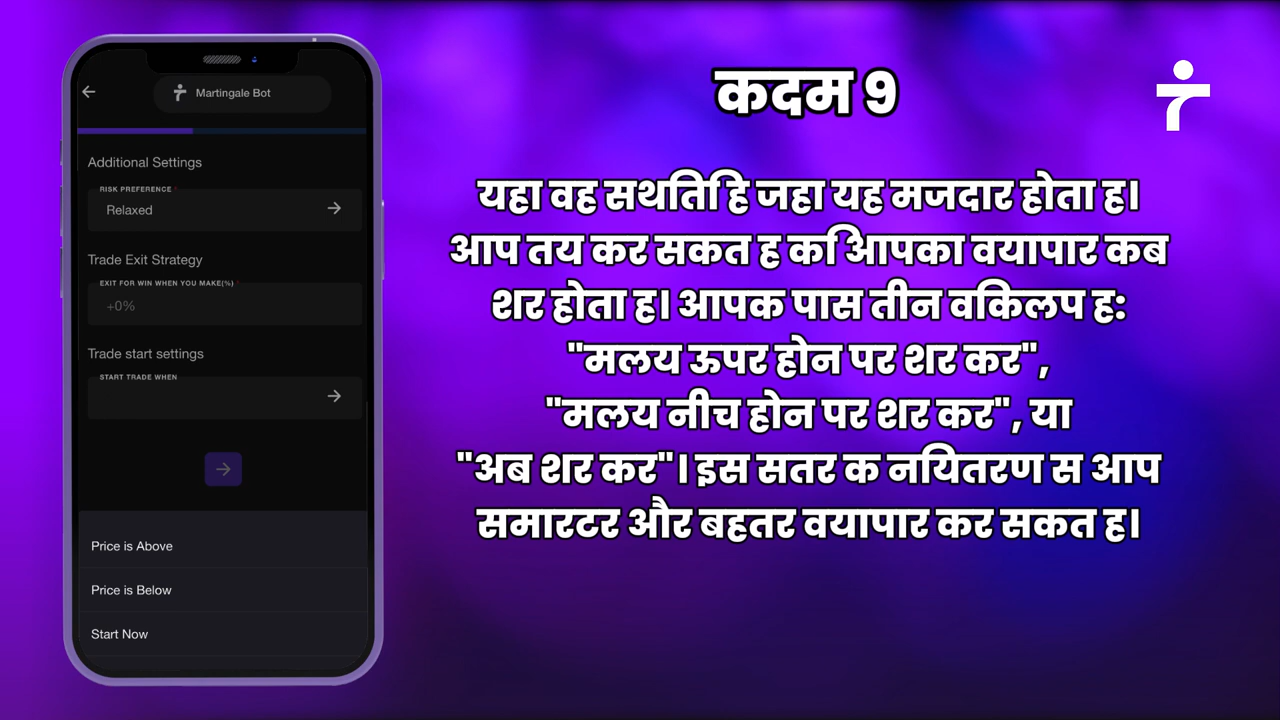 Martingale Bot
Additional Settings
RISK PREFERENCE
Relaxed
Trade Exit Strategy
EXIT FOR WIN WHEN YOU MAKE(%)
+0%
Trade start settings
START TRADE WHEN
Price is Above
Price is Below
Start Now
कदम 9
यहा वह सथति हि जहा यह मजदार होता ह।
आप तय कर सकत ह कि आपका वयापार कब
शर होता ह। आपक पास तीन वकिलप ह:
"मलय ऊपर होन पर शर कर",
"मलय नीच होन पर शर कर", या
"अब शर कर"। इस सतर क नयितरण स आप
समारटर और बहतर वयापार कर सकत ह।